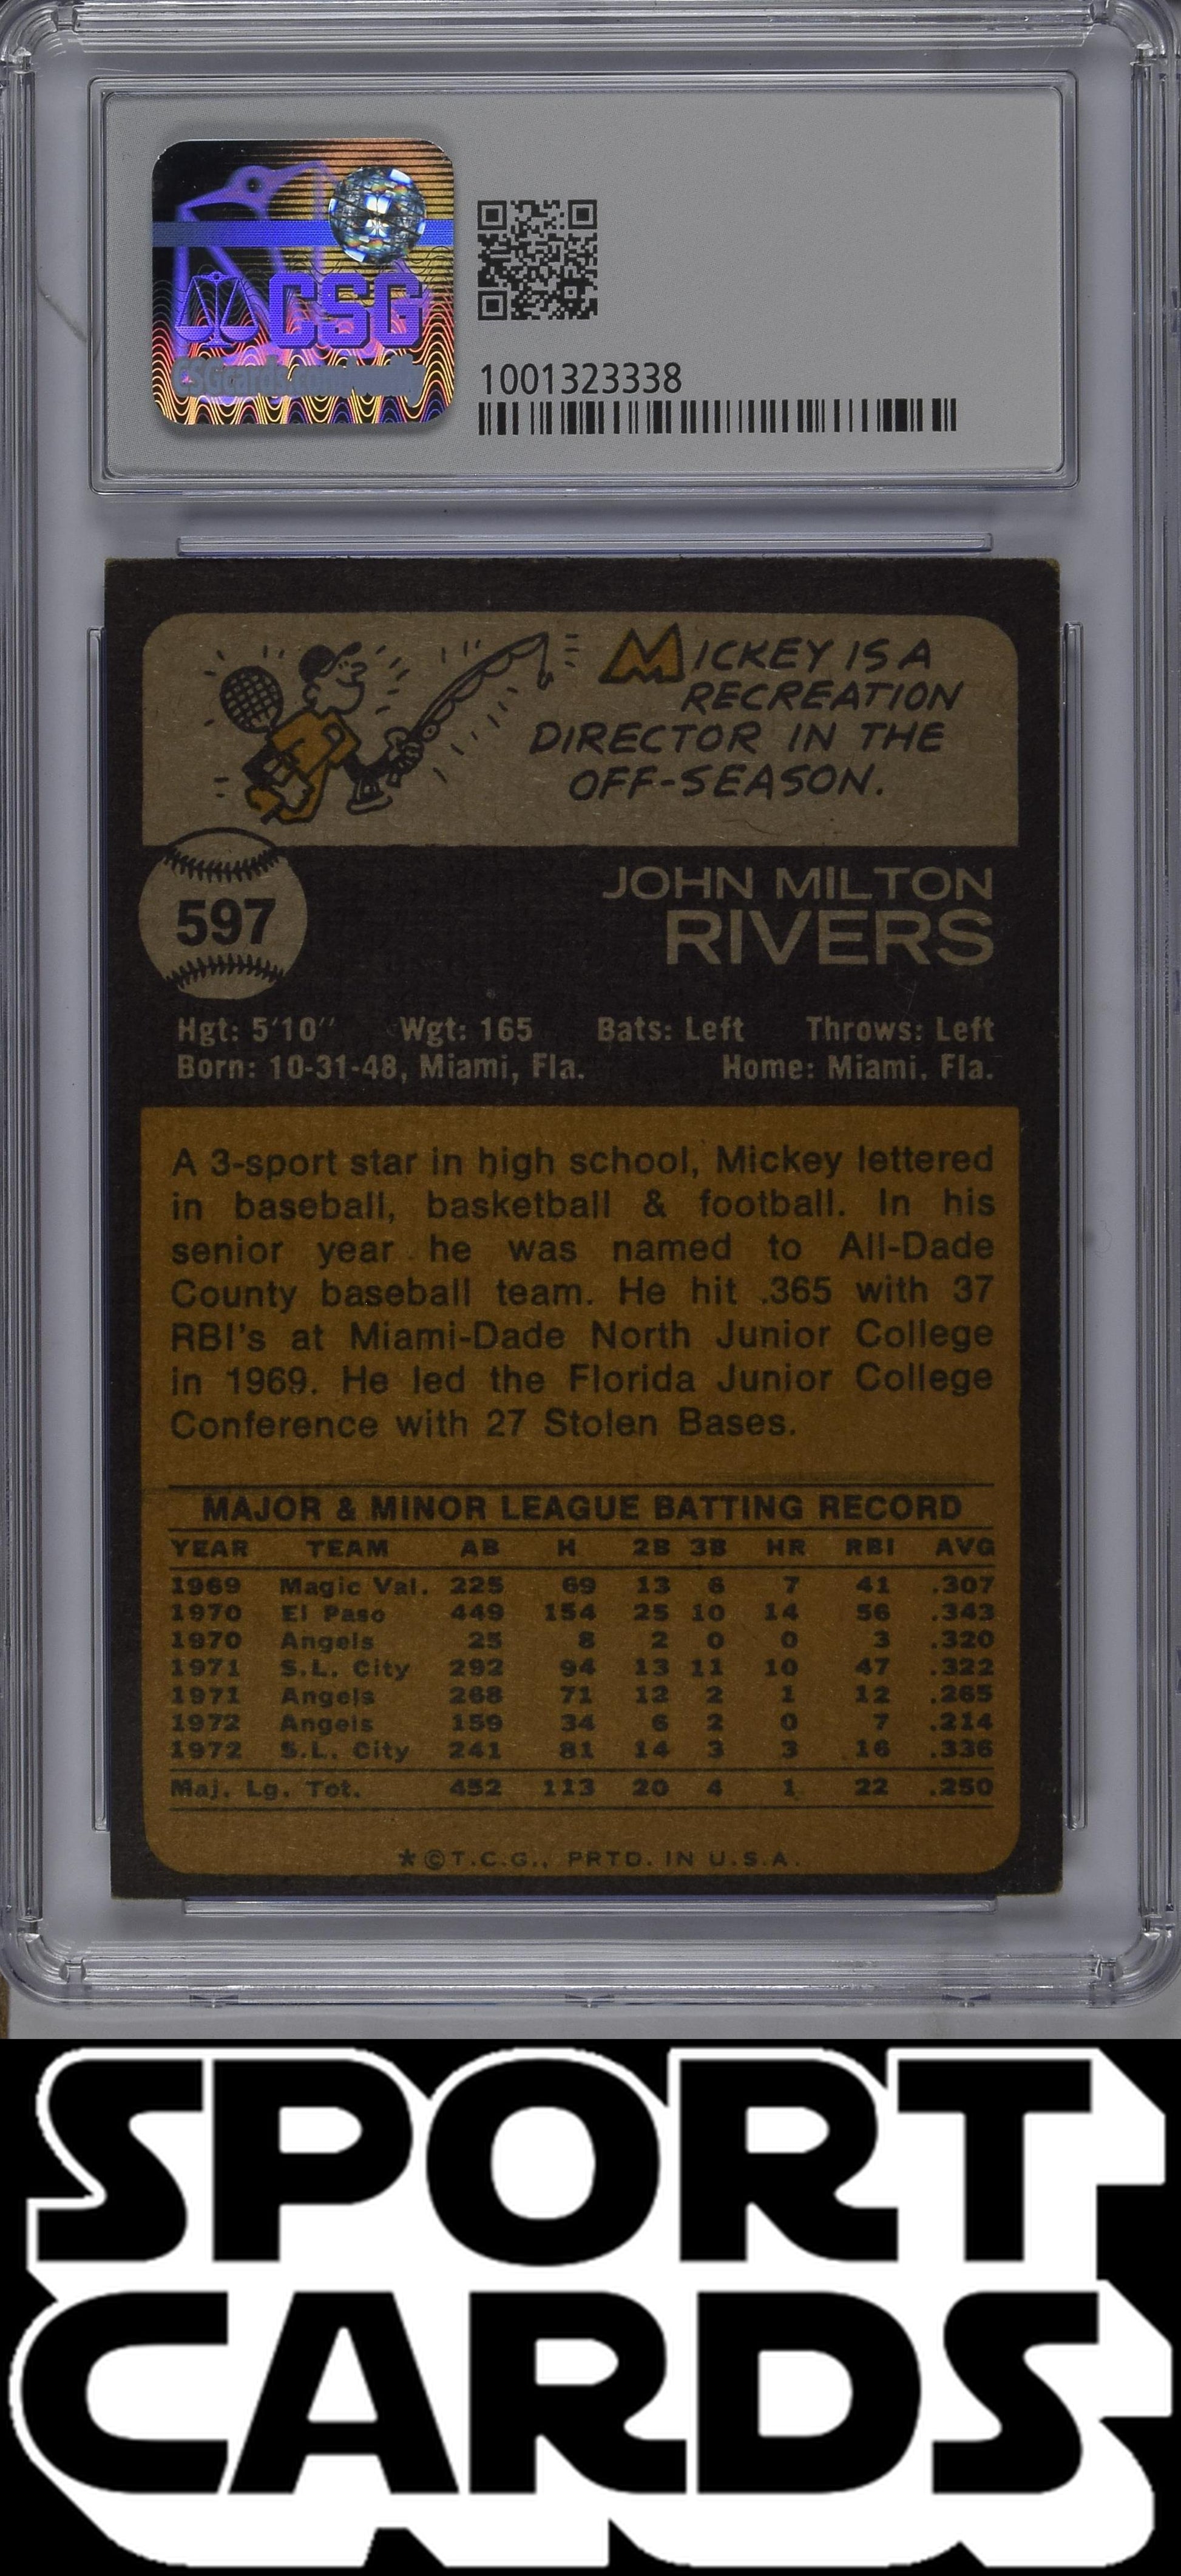 CSG
1001323338
MICKEY IS A
RECREATION
DIRECTOR IN THE
OFF-SEASON.
597
JOHN MILTON
RIVERS
Hgt: 5'10" Wgt: 165 Bats: Left Throws: Left
Born: 10-31-48, Miami, Fla. Home: Miami, Fla.
A 3-sport star in high school, Mickey lettered
in baseball, basketball & football. In his
senior year he was named to All-Dade
County baseball team. He hit .365 with 37
RBI's at Miami-Dade North Junior College
in 1969. He led the Florida Junior College
Conference with 27 Stolen Bases.
MAJOR & MINOR LEAGUE BATTING RECORD
YEAR TEAM AB H 2B 3B HR RBI AVG
1969 Magic Val. 225 69 13 6 7 41 .307
1970 El Paso 449 154 25 10 14 56 .343
1970 Angels 25 8 2 0 0 3 .320
1971 S.L. City 292 94 13 11 10 47 .322
1971 Angels 268 71 12 2 1 12 .265
1972 Angels 159 34 6 2 0 7 .214
1972 S.L. City 241 81 14 3 3 16 .336
Maj. Lg. Tot. 452 113 20 4 1 22 .250
*©T.C.G., PRTD. IN U.S.A.
SPORT
CARDS